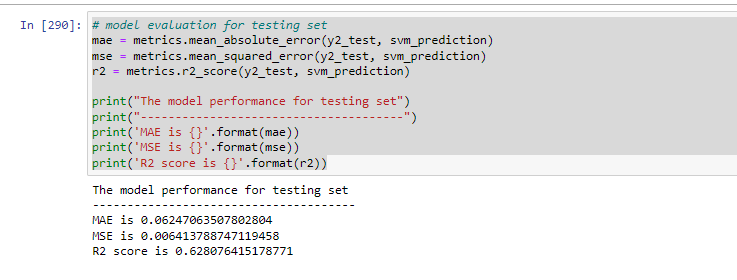 In [290]: # model evaluation for testing set
mae = metrics.mean_absolute_error(y2_test, svm_prediction)
mse = metrics.mean_squared_error(y2_test, svm_prediction)
r2 = metrics.r2_score(y2_test, svm_prediction)
print("The model performance for testing set")
print("--------------------------------------")
print('MAE is {}'.format(mae))
print('MSE is {}'.format(mse))
print('R2 score is {}'.format(r2))
The model performance for testing set
--------------------------------------
MAE is 0.06247063507802804
MSE is 0.006413788747119458
R2 score is 0.628076415178771